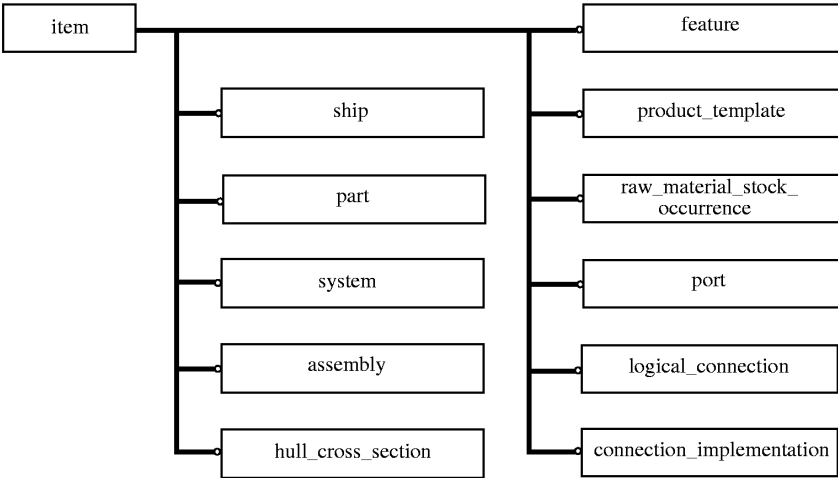 item
feature
ship
product_template
part
raw_material_stock_
occurrence
system
port
assembly
logical_connection
hull_cross_section
connection_implementation